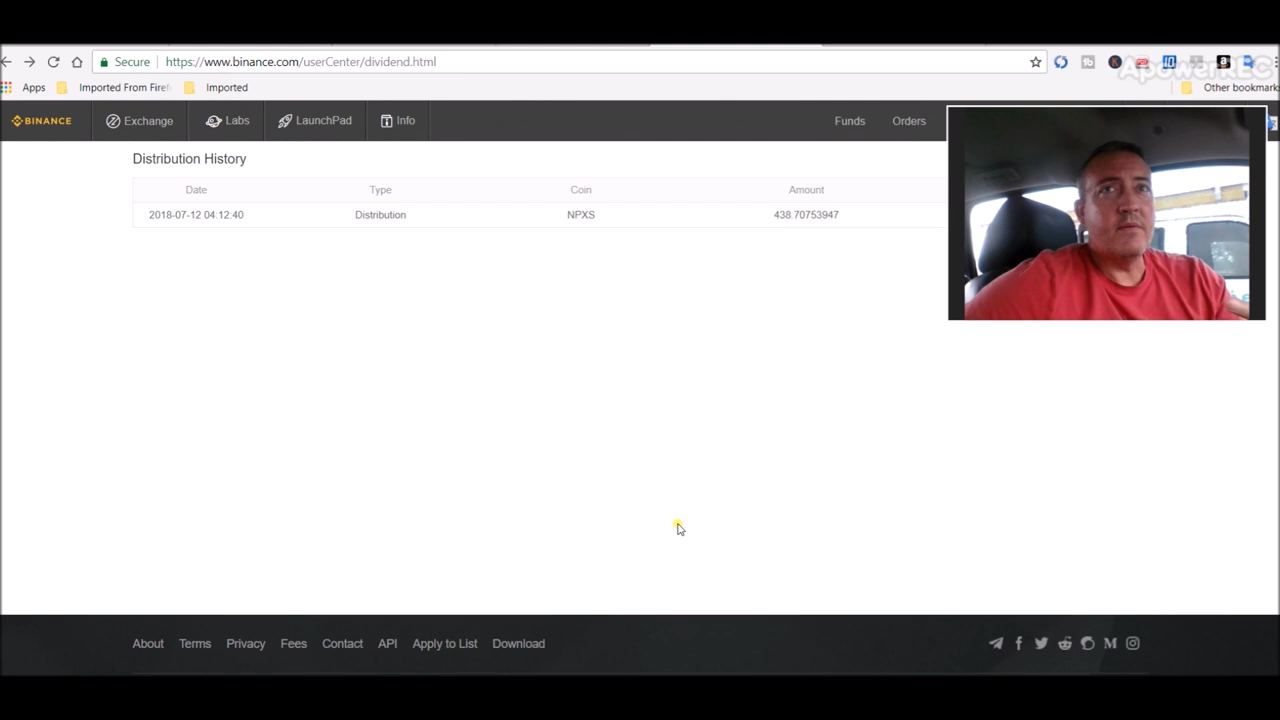 ApowerREC
Secure https://www.binance.com/userCenter/dividend.html
Apps Imported From Firef Imported Other bookmark
BINANCE Exchange Labs LaunchPad Info Funds Orders
Distribution History
Date Type Coin Amount
2018-07-12 04:12:40 Distribution NPXS 438.70753947
About Terms Privacy Fees Contact API Apply to List Download